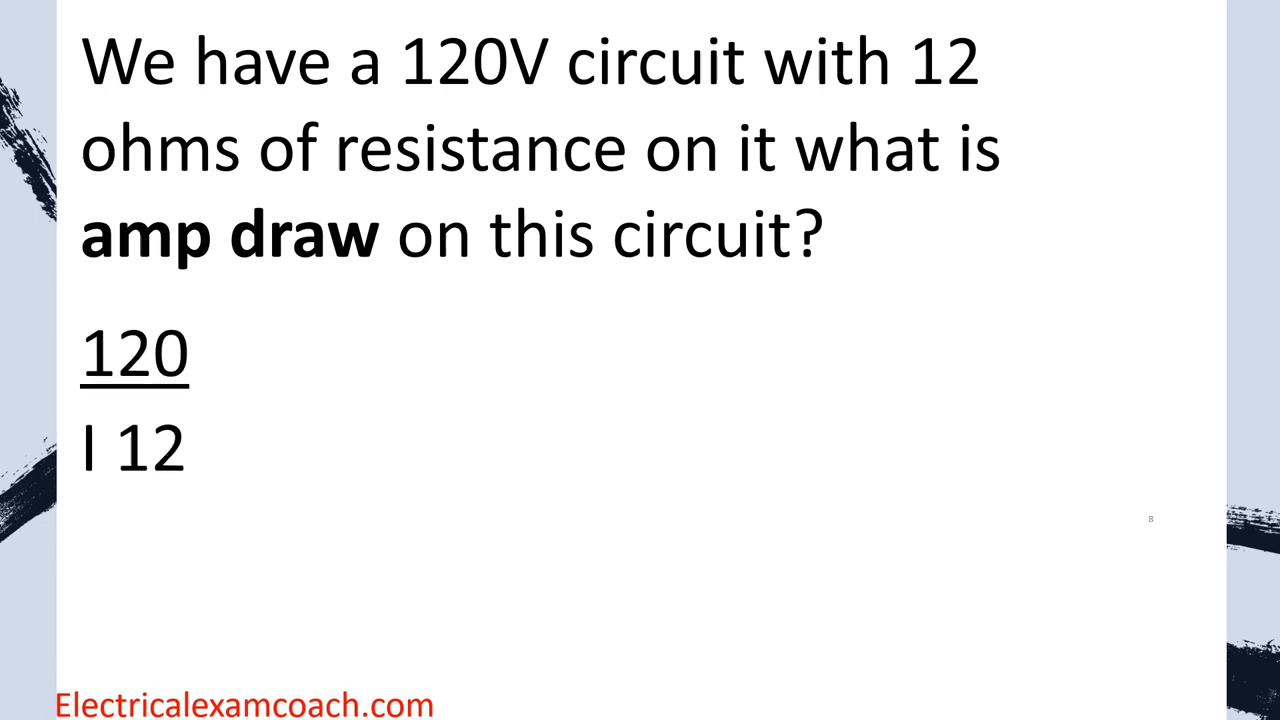 We have a 120V circuit with 12
ohms of resistance on it what is
amp draw on this circuit?
120
I 12
8
Electricalexamcoach.com